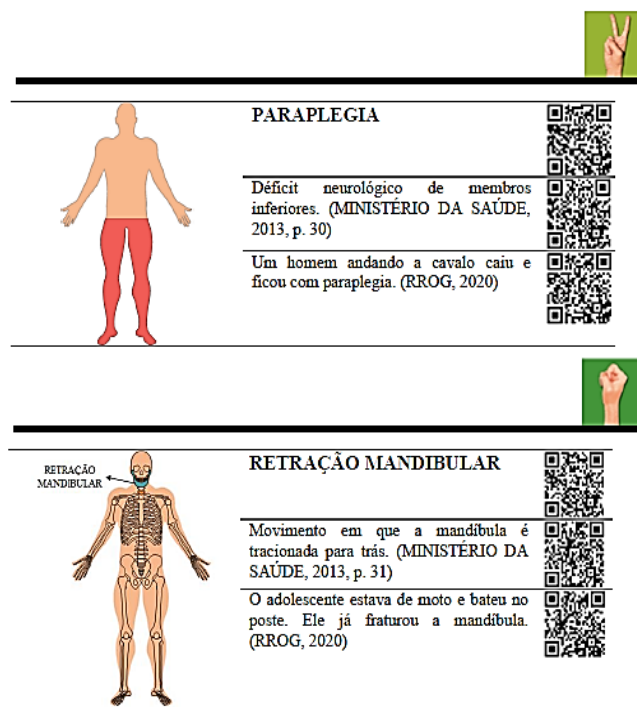 PARAPLEGIA
Déficit neurológico de membros
inferiores. (MINISTÉRIO DA SAÚDE,
2013, p. 30)
Um homem andando a cavalo caiu e
ficou com paraplegia. (RROG, 2020)
RETRAÇÃO
MANDIBULAR
RETRAÇÃO MANDIBULAR
Movimento em que a mandíbula é
tracionada para trás. (MINISTÉRIO DA
SAÚDE, 2013, p. 31)
O adolescente estava de moto e bateu no
poste. Ele já fraturou a mandíbula.
(RROG, 2020)